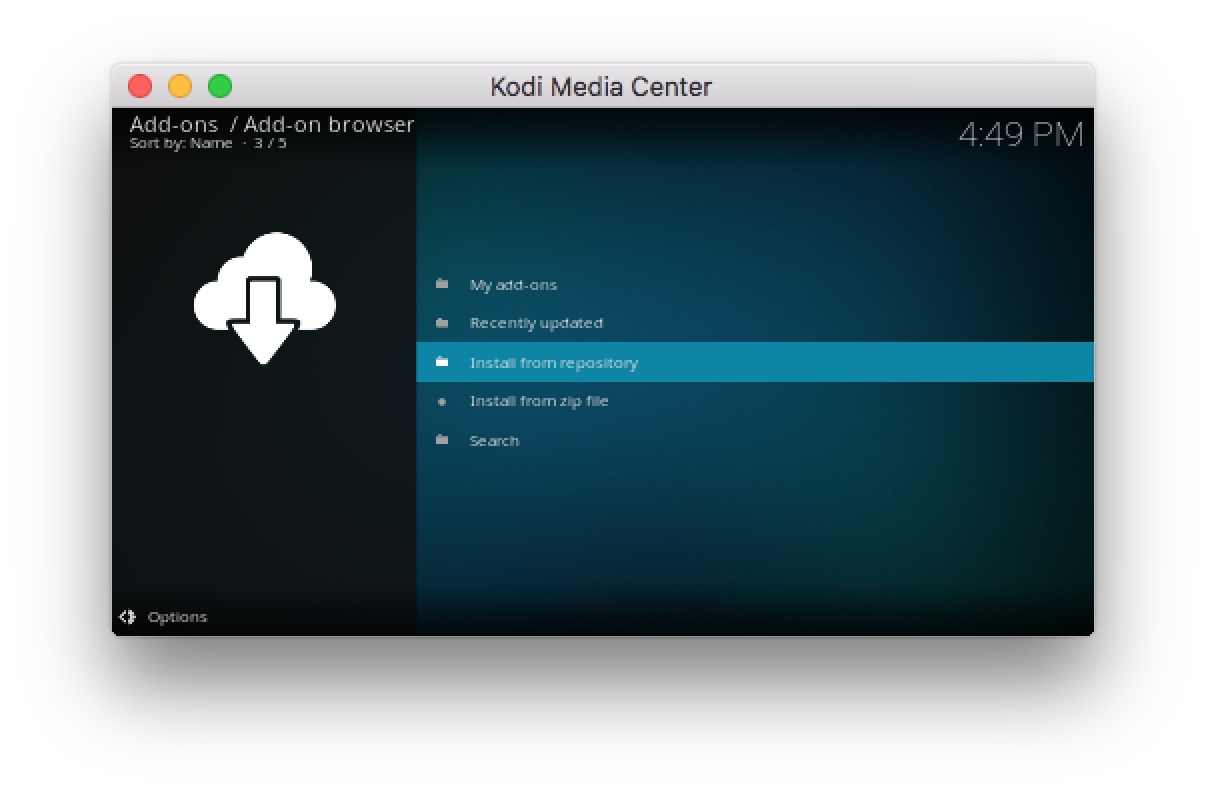 Kodi Media Center
Add-ons / Add-on browser
Sort by: Name · 3 / 5
4:49 PM
My add-ons
Recently updated
Install from repository
Install from zip file
Search
Options